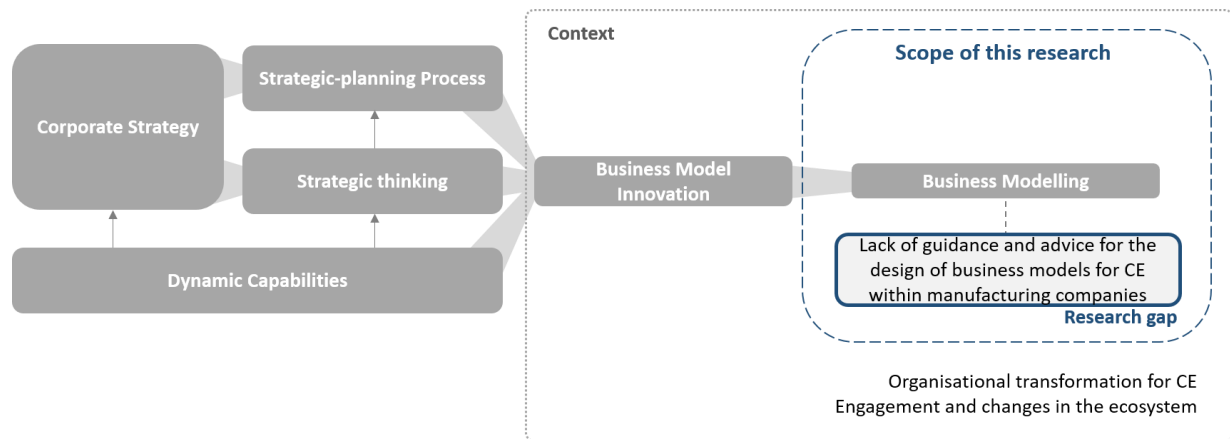 Context
Scope of this research
Corporate Strategy
Strategic-planning Process
Strategic thinking
Dynamic Capabilities
Business Model
Innovation
Business Modelling
Lack of guidance and advice for the
design of business models for CE
within manufacturing companies
Research gap
Organisational transformation for CE
Engagement and changes in the ecosystem